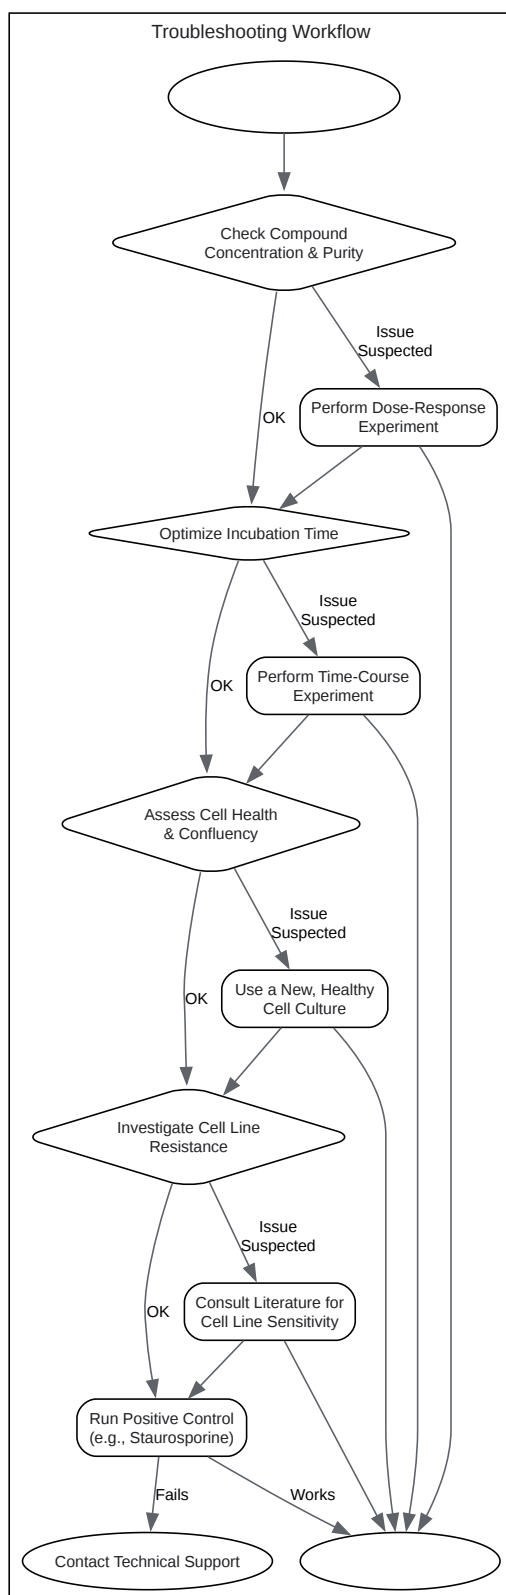 Troubleshooting Workflow
Check Compound
Concentration & Purity
Issue
Suspected
Perform Dose-Response
Experiment
OK
Optimize Incubation Time
Issue
Suspected
Perform Time-Course
Experiment
OK
Assess Cell Health
& Confluency
Issue
Suspected
Use a New, Healthy
Cell Culture
OK
Investigate Cell Line
Resistance
Issue
Suspected
Consult Literature for
Cell Line Sensitivity
OK
Run Positive Control
(e.g., Staurosporine)
Fails
Works
Contact Technical Support